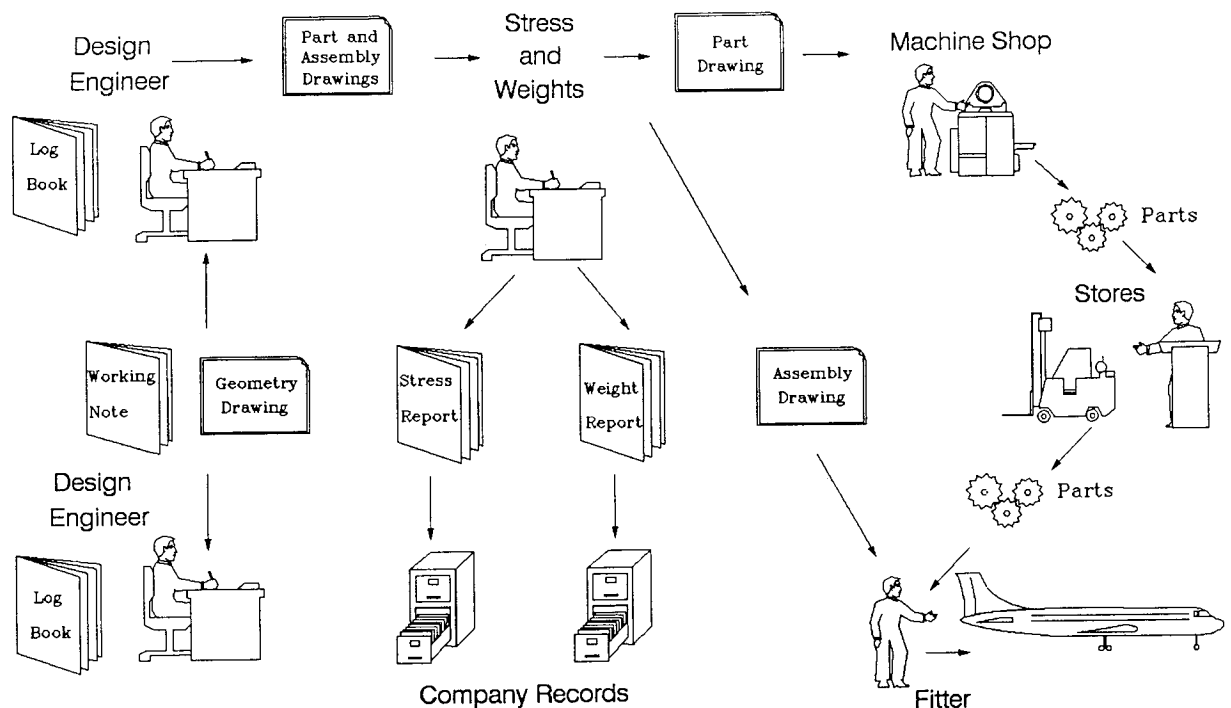 Design
Engineer
Part and
Assembly
Drawings
Stress
and
Weights
Part
Drawing
Machine Shop
Log
Book
Parts
Stores
Working
Note
Geometry
Drawing
Stress
Report
Weight
Report
Assembly
Drawing
Parts
Design
Engineer
Log
Book
Company Records
Fitter